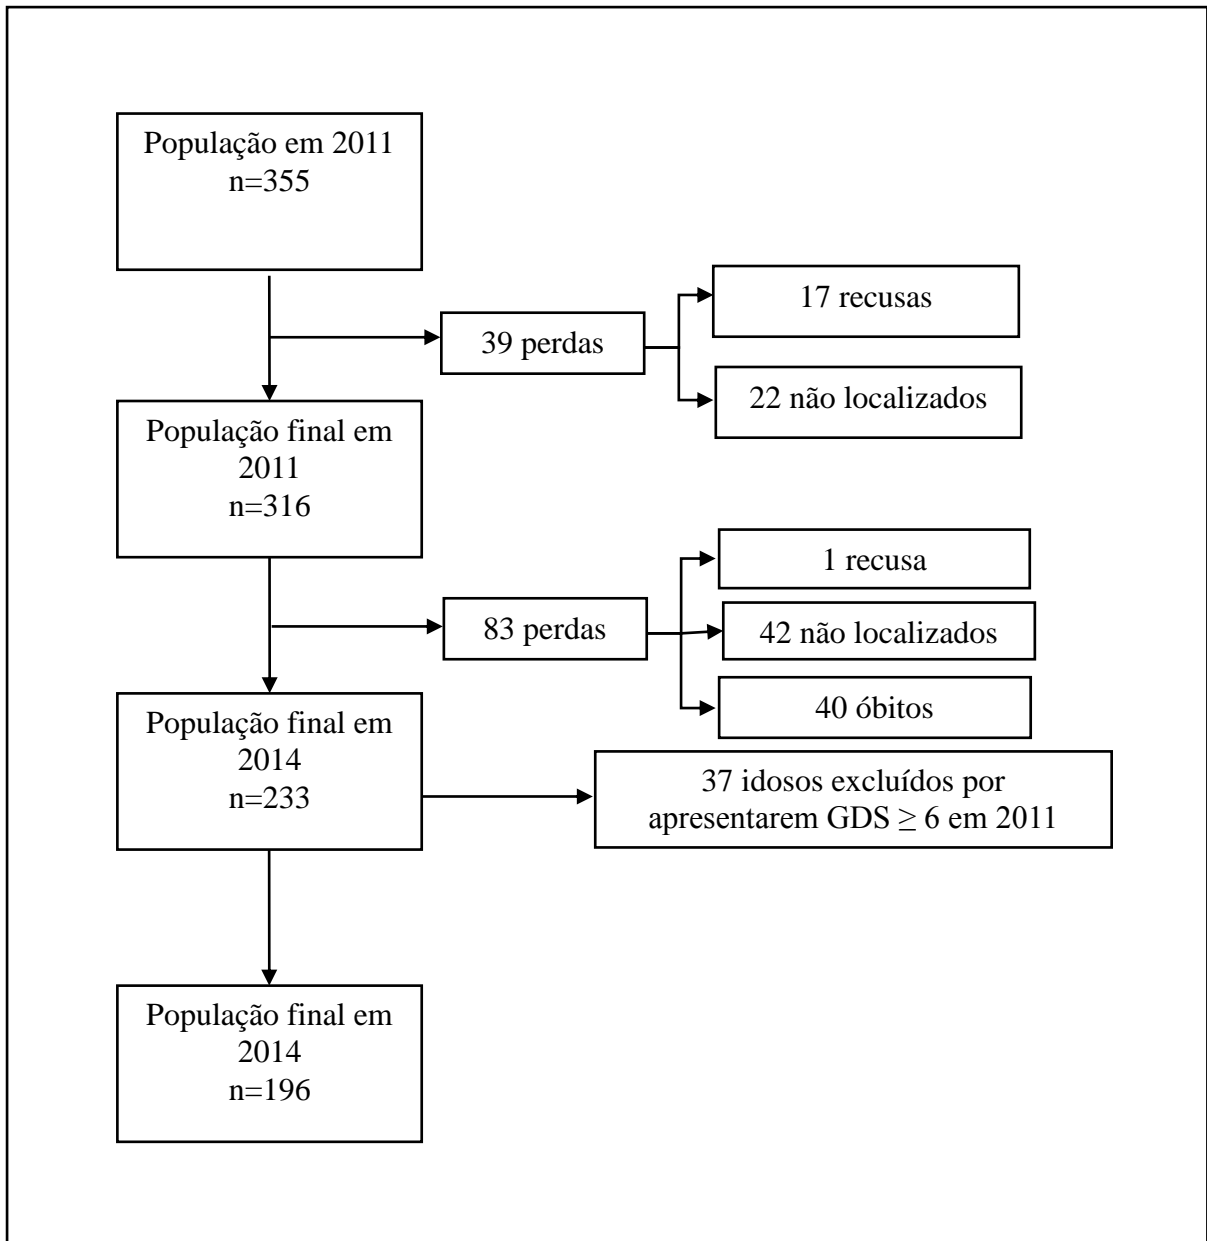 População em 2011
n=355
17 recusas
39 perdas
22 não localizados
População final em
2011
n=316
1 recusa
83 perdas
42 não localizados
40 óbitos
População final em
2014
n=233
37 idosos excluídos por
apresentarem GDS ≥ 6 em 2011
População final em
2014
n=196